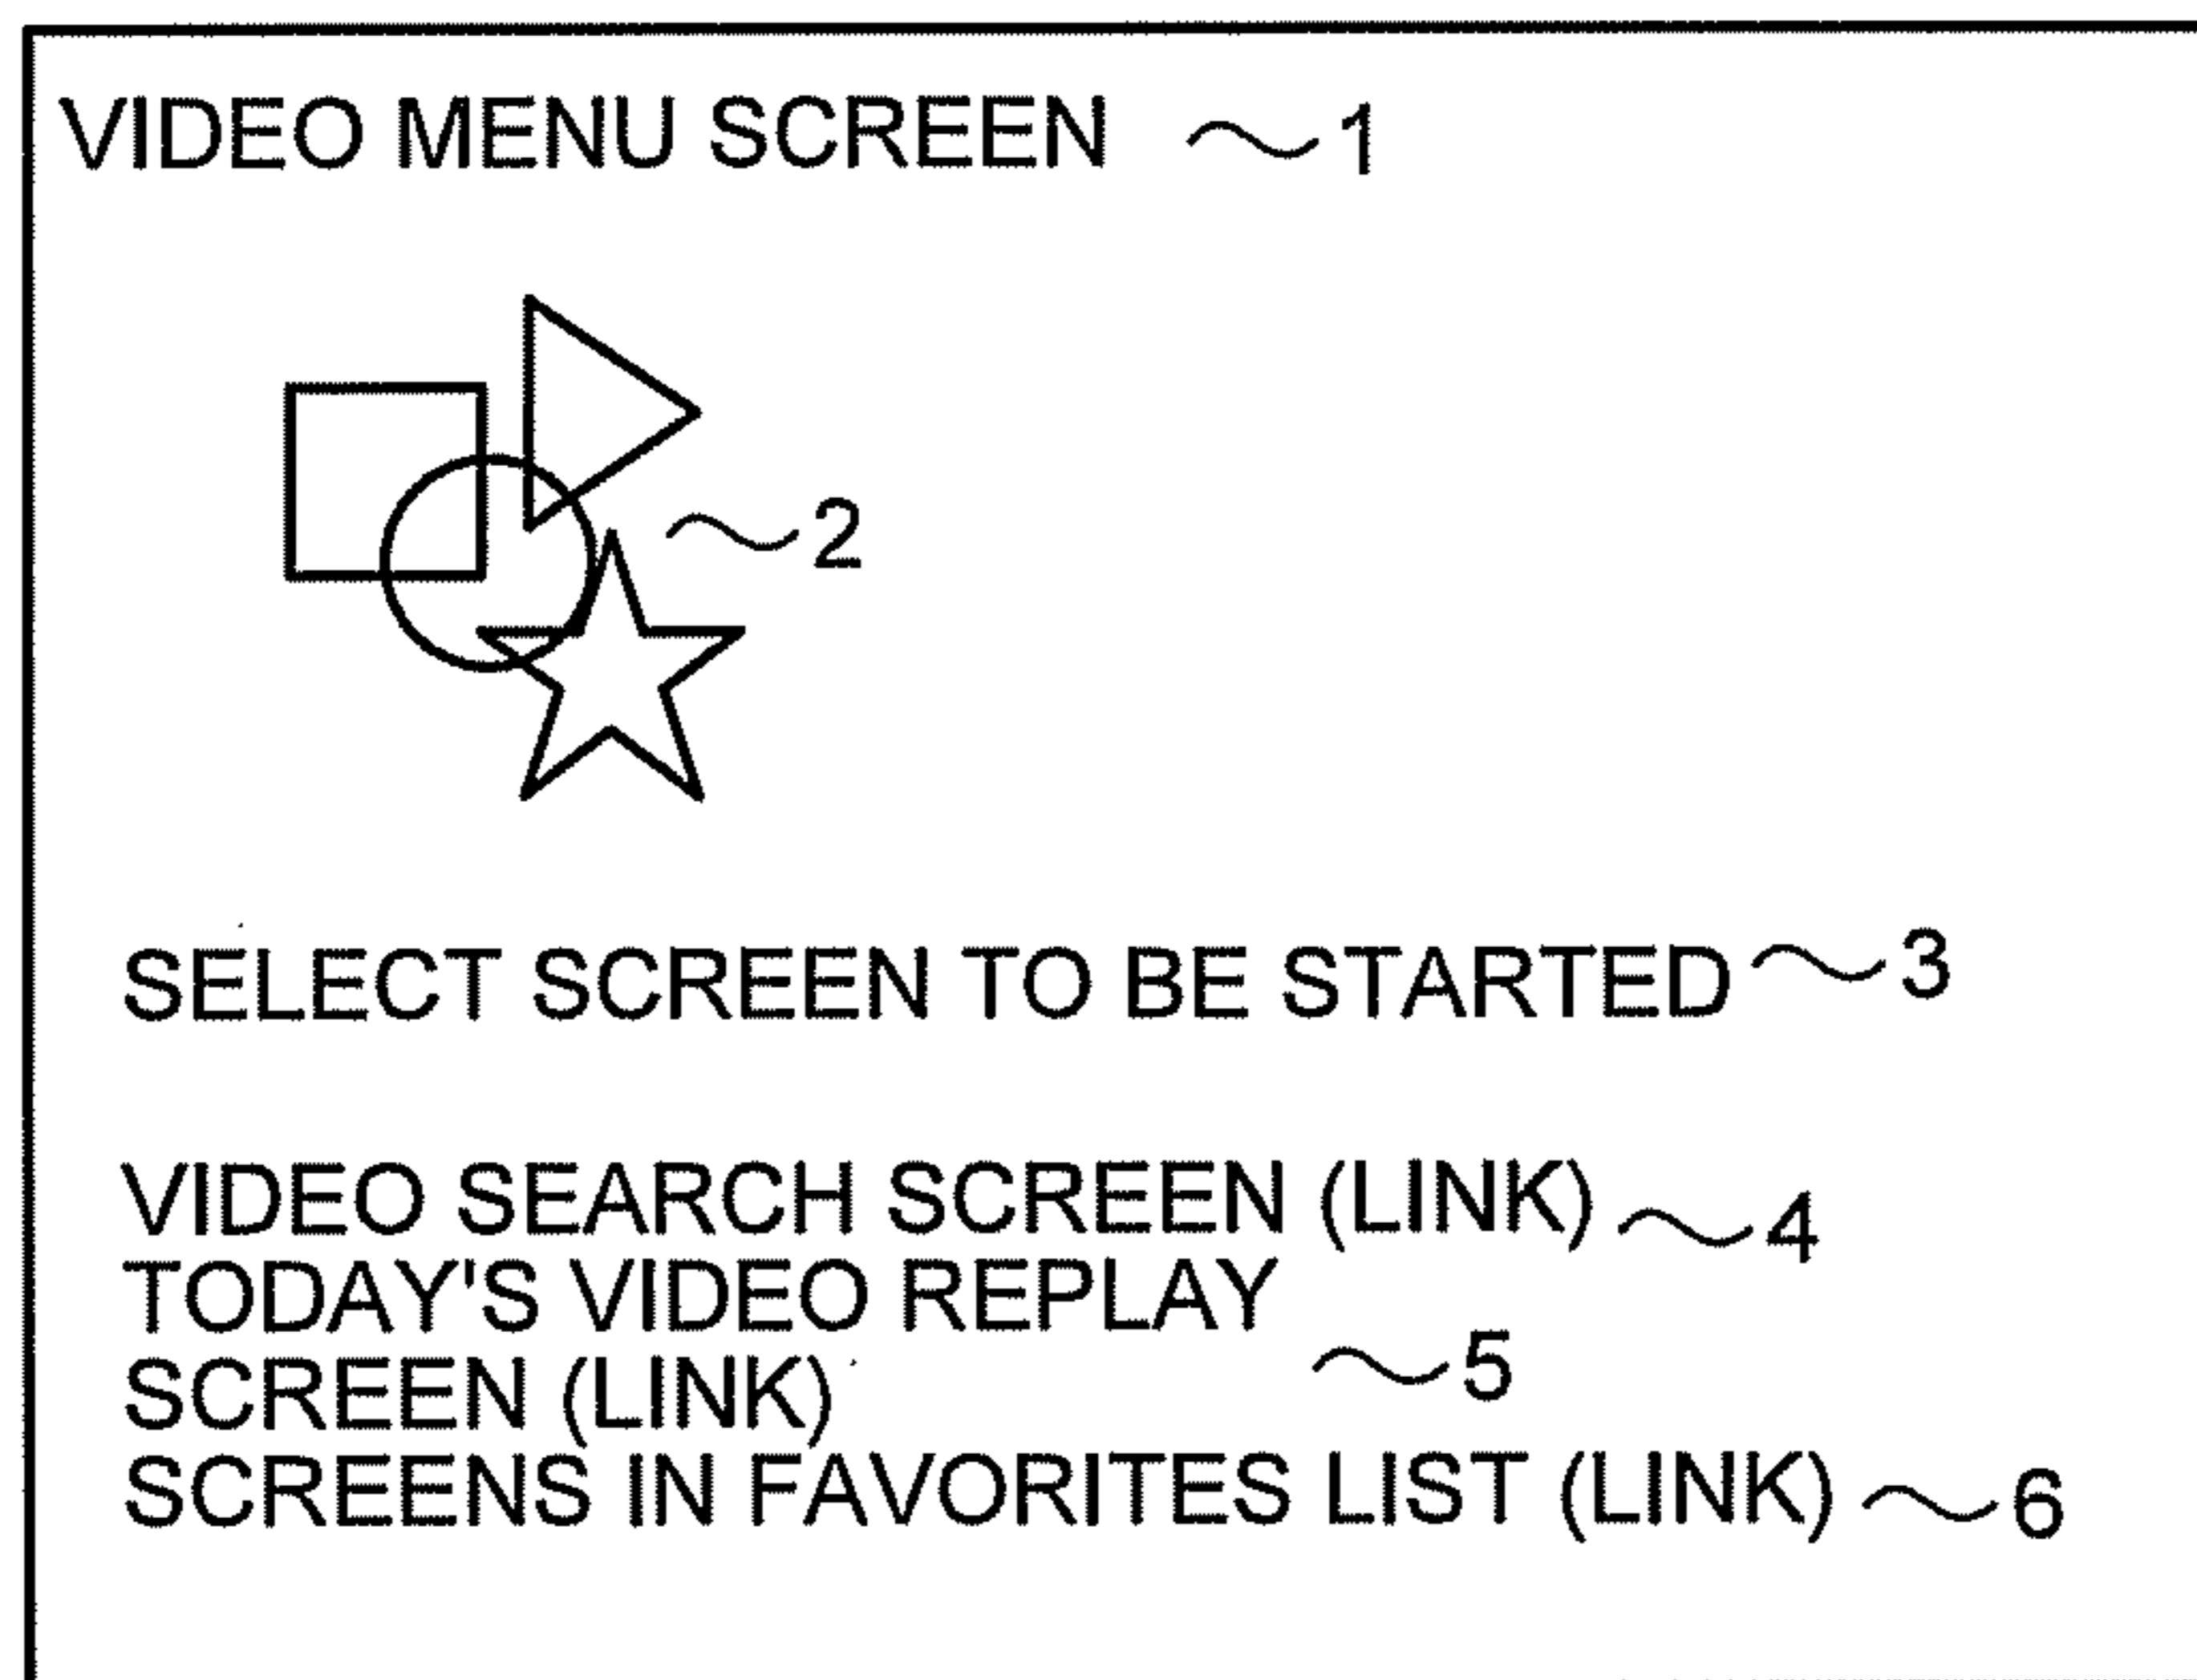 VIDEO MENU SCREEN 1
2
SELECT SCREEN TO BE STARTED 3
VIDEO SEARCH SCREEN (LINK) 4
TODAY'S VIDEO REPLAY
SCREEN (LINK) 5
SCREENS IN FAVORITES LIST (LINK) 6